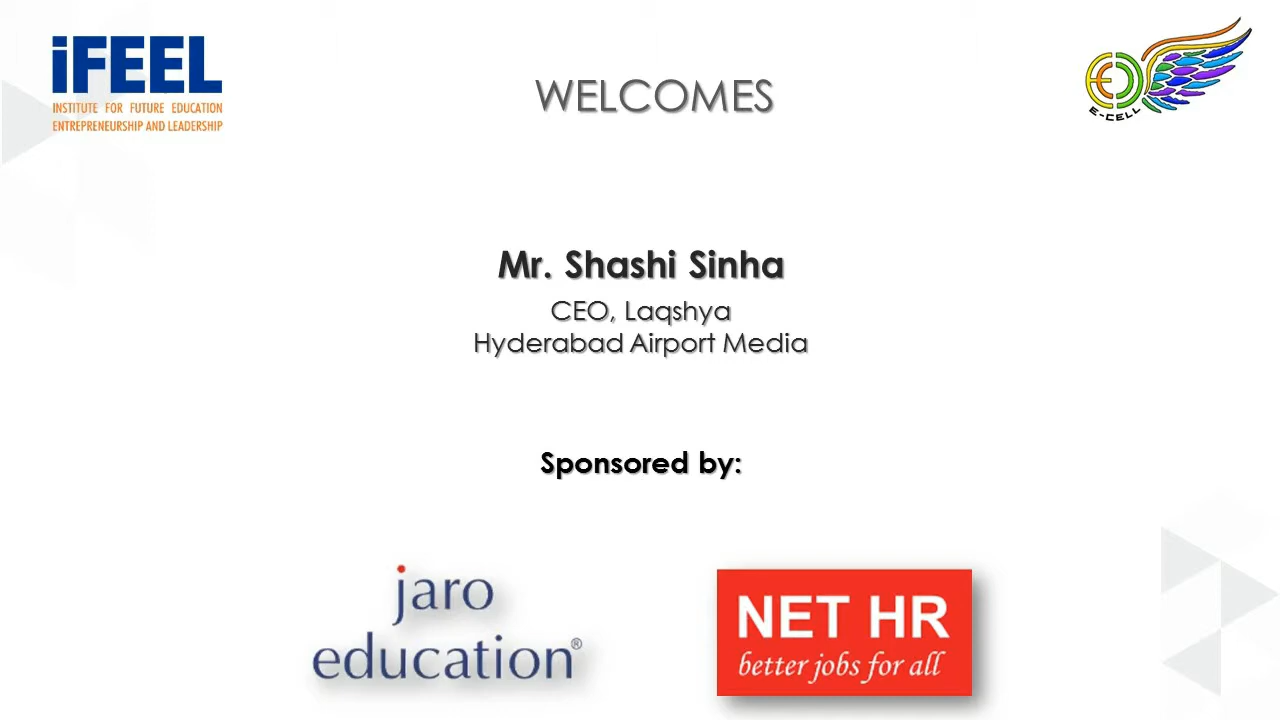 iFEEL
INSTITUTE FOR FUTURE EDUCATION
ENTREPRENEURSHIP AND LEADERSHIP
WELCOMES
E-CELL
Mr. Shashi Sinha
CEO, Laqshya
Hyderabad Airport Media
Sponsored by:
jaro
education®
NET HR
better jobs for all